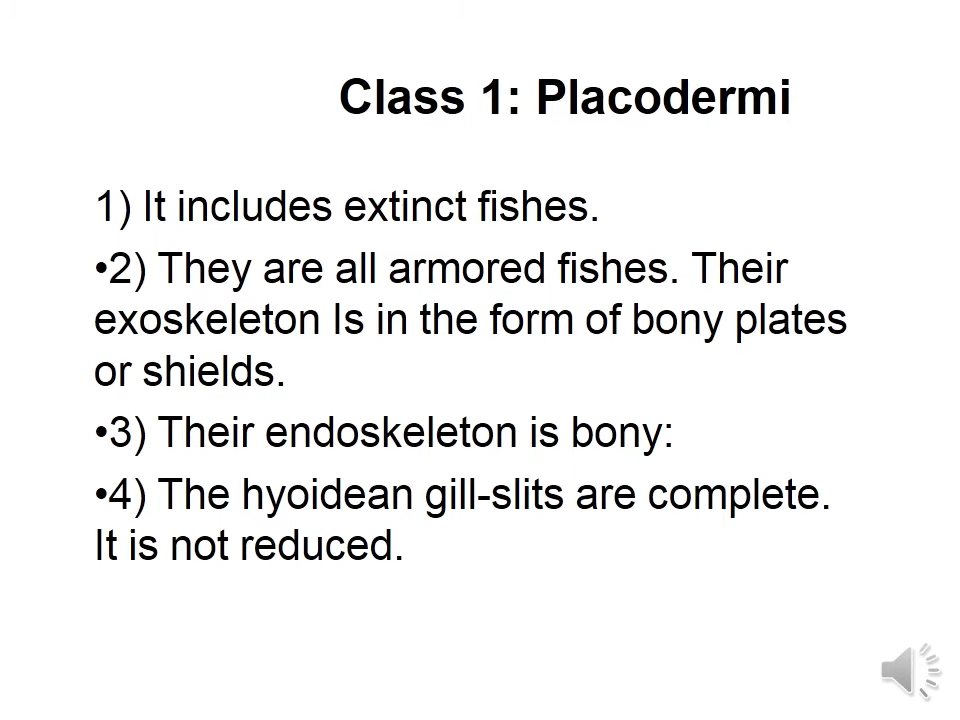 Class 1: Placodermi
1) It includes extinct fishes.
•2) They are all armored fishes. Their
exoskeleton Is in the form of bony plates
or shields.
•3) Their endoskeleton is bony:
•4) The hyoidean gill-slits are complete.
It is not reduced.